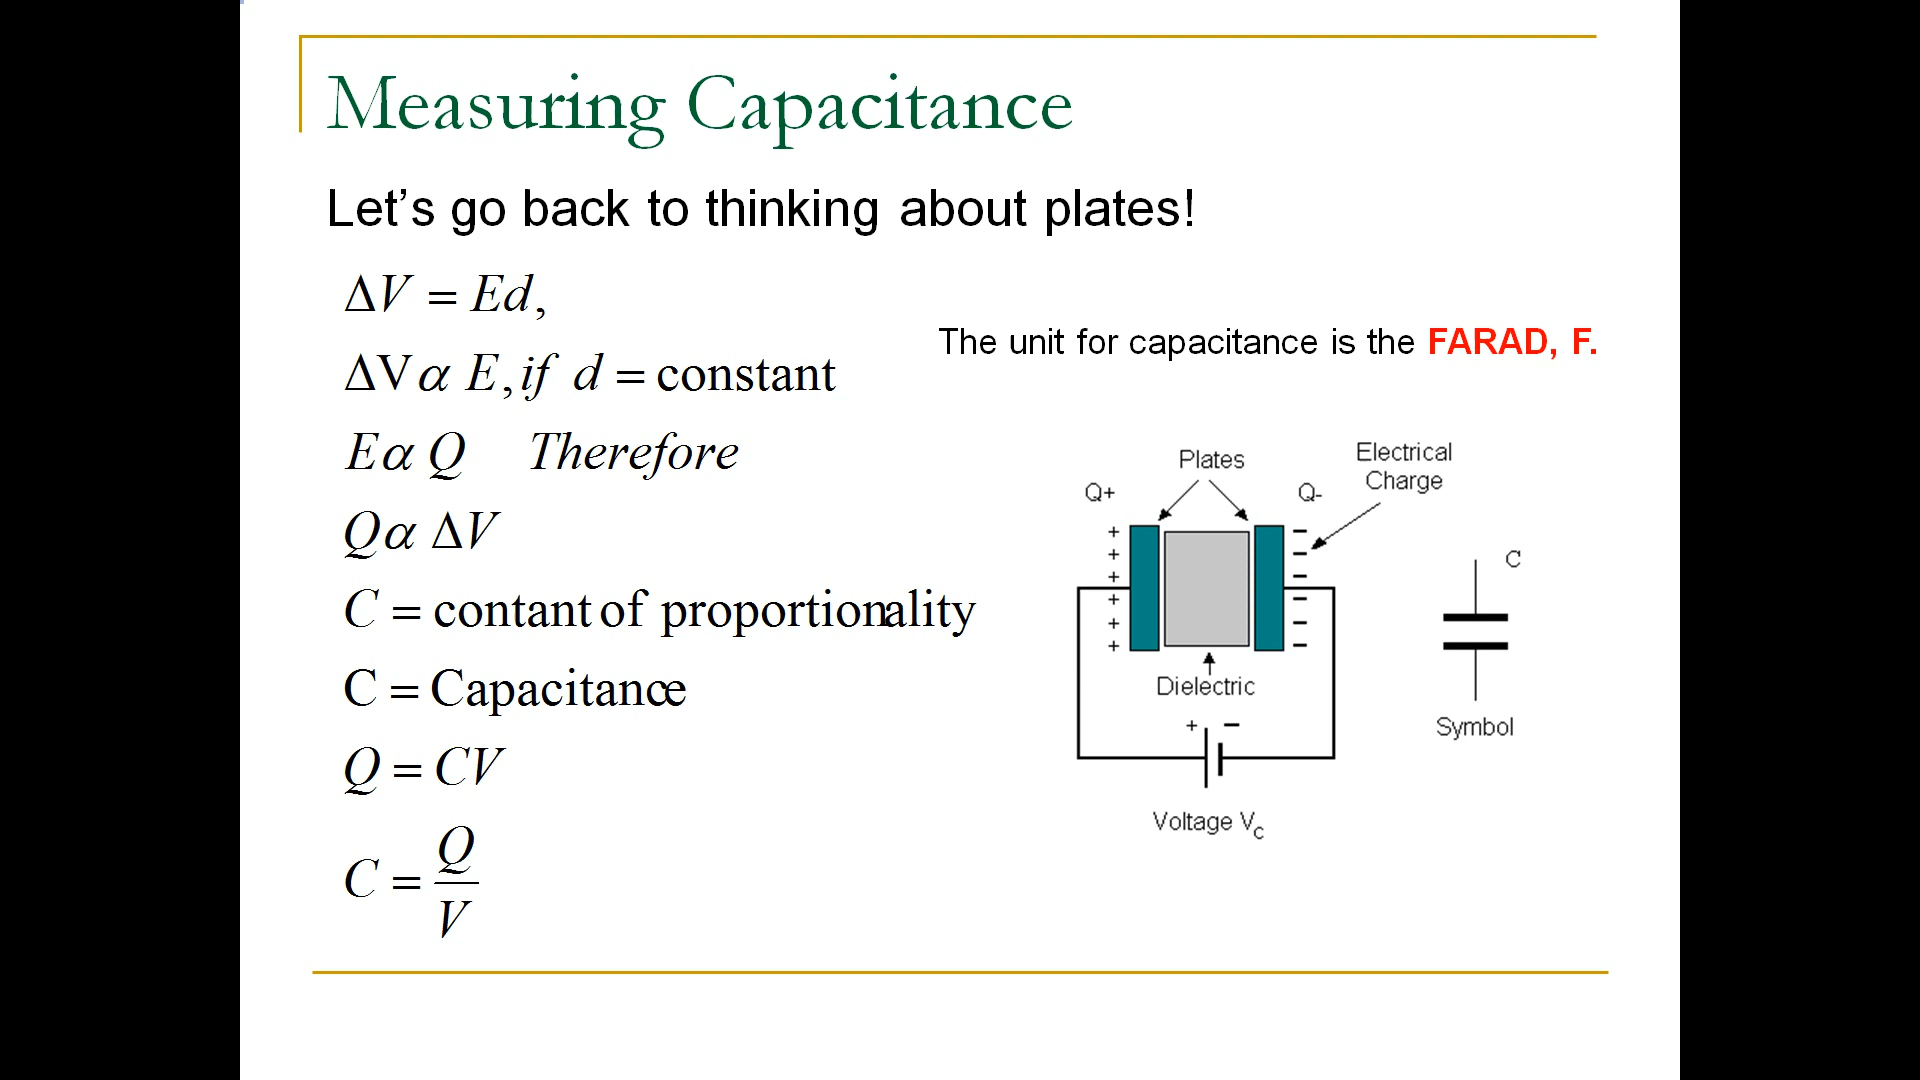 Measuring Capacitance
Let's go back to thinking about plates!
ΔV = Ed,
ΔV α E, if d = constant
E α Q Therefore
Q α ΔV
C = contant of proportionality
C = Capacitance
Q = CV
C = Q/V
The unit for capacitance is the FARAD, F.
Plates
Electrical
Charge
Q+
Q-
+ −
+ −
+ −
+ −
+ −
+ −
Dielectric
+ −
Voltage Vc
C
Symbol